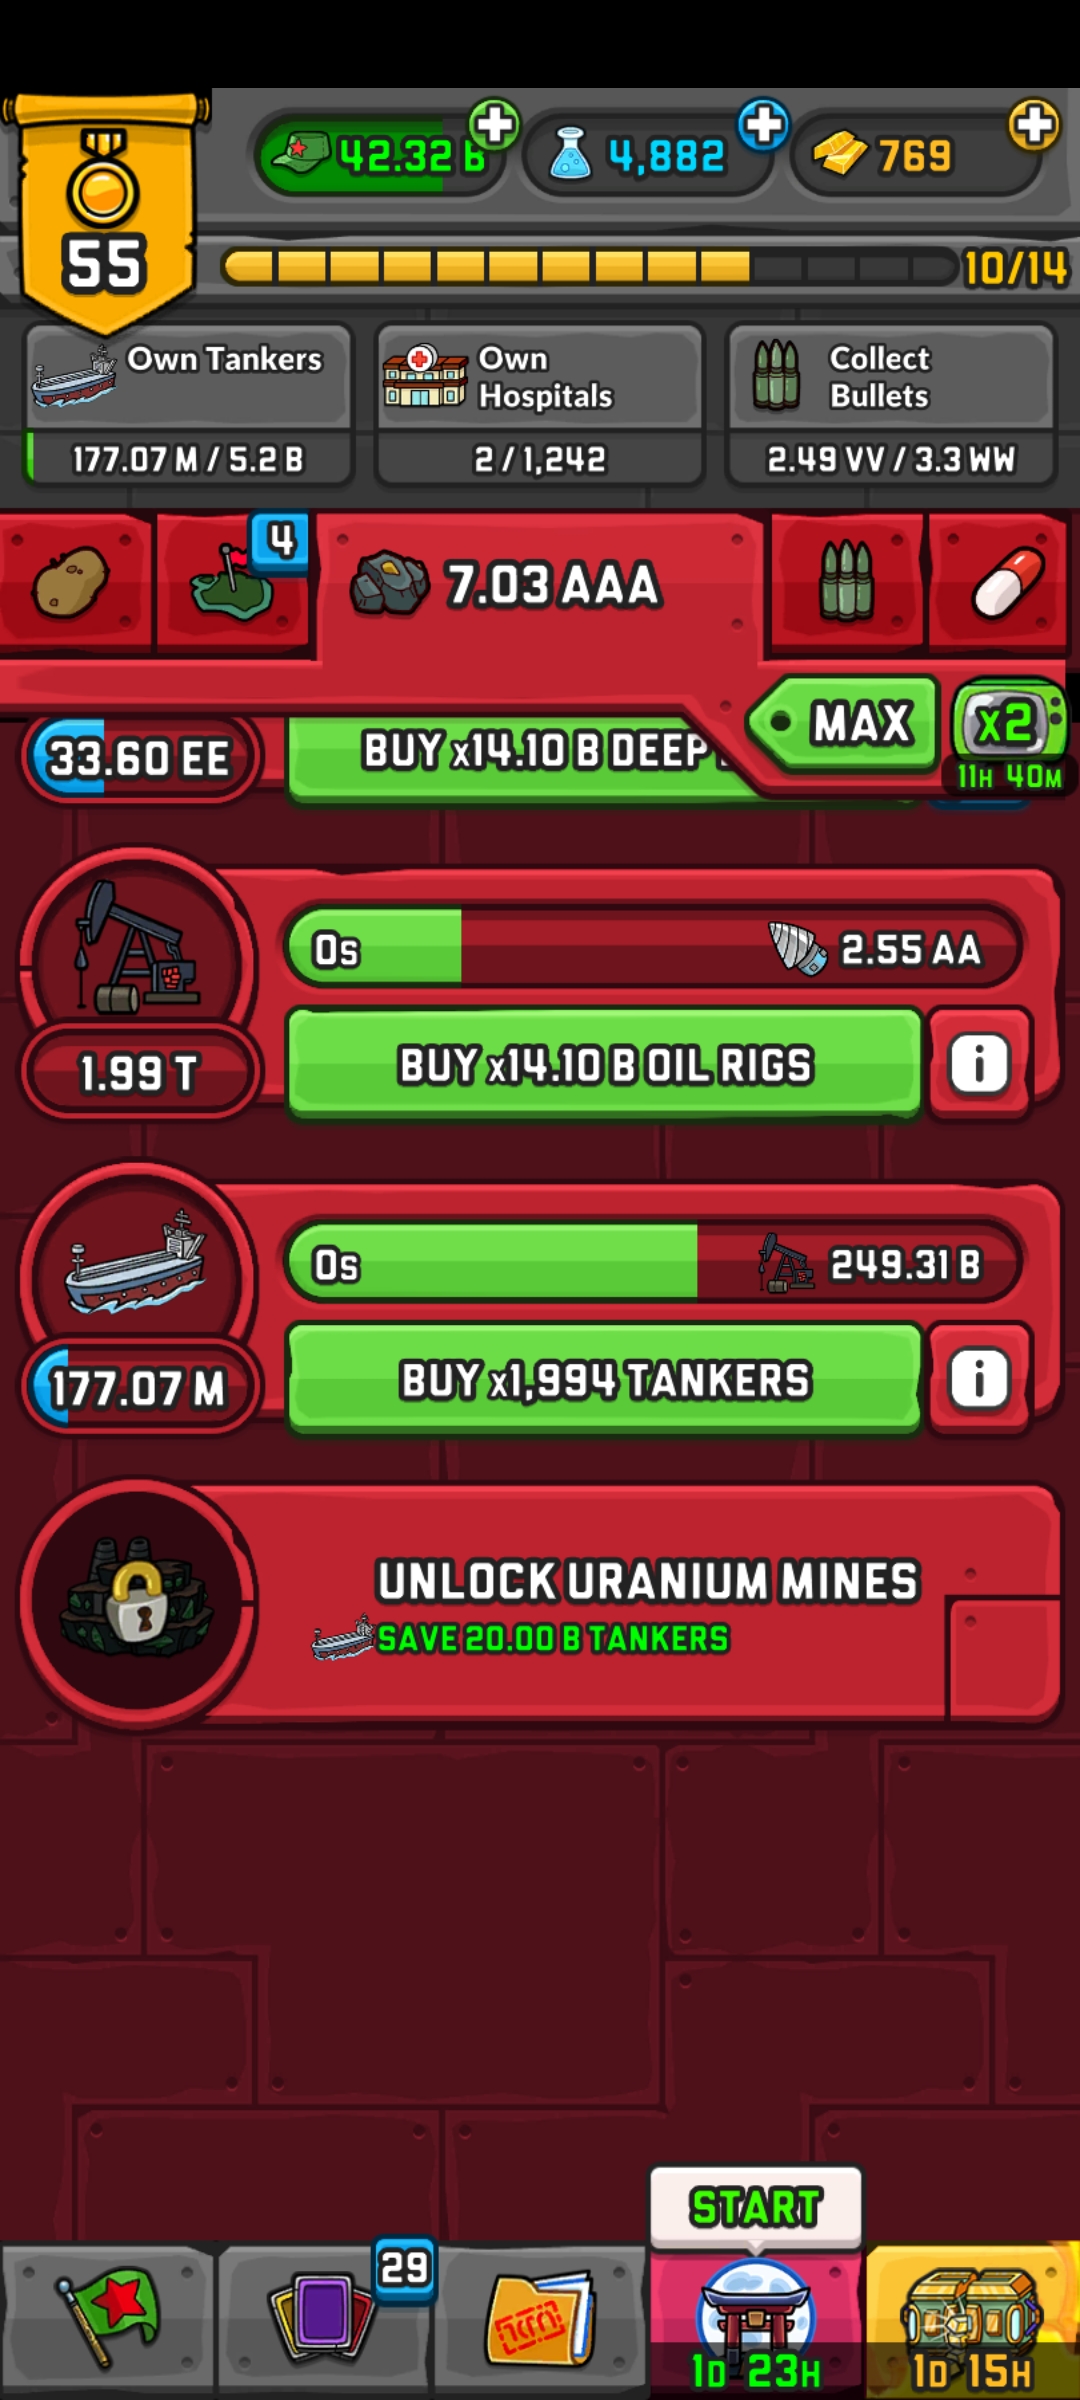 42.32 B
4,882
769
55
10/14
Own Tankers
177.07 M / 5.2 B
Own
Hospitals
2 / 1,242
Collect
Bullets
2.49 VV / 3.3 WW
4
7.03 AAA
MAX
x2
11H 40M
33.60 EE
BUY x14.10 B DEEP
0s
2.55 AA
1.99 T
BUY x14.10 B OIL RIGS
i
0s
249.31 B
177.07 M
BUY x1,994 TANKERS
i
UNLOCK URANIUM MINES
SAVE 20.00 B TANKERS
START
29
1D 23H
1D 15H